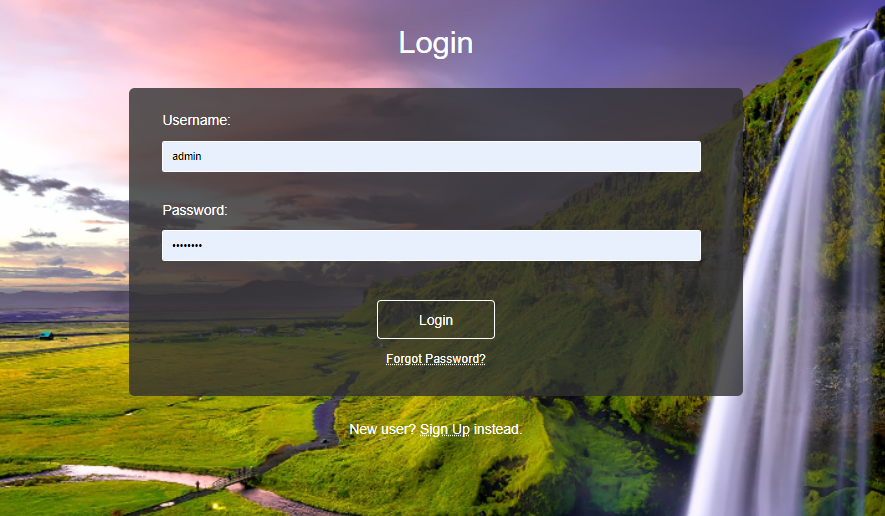 Login
Username:
admin
Password:
••••••••
Login
Forgot Password?
New user? Sign Up instead.